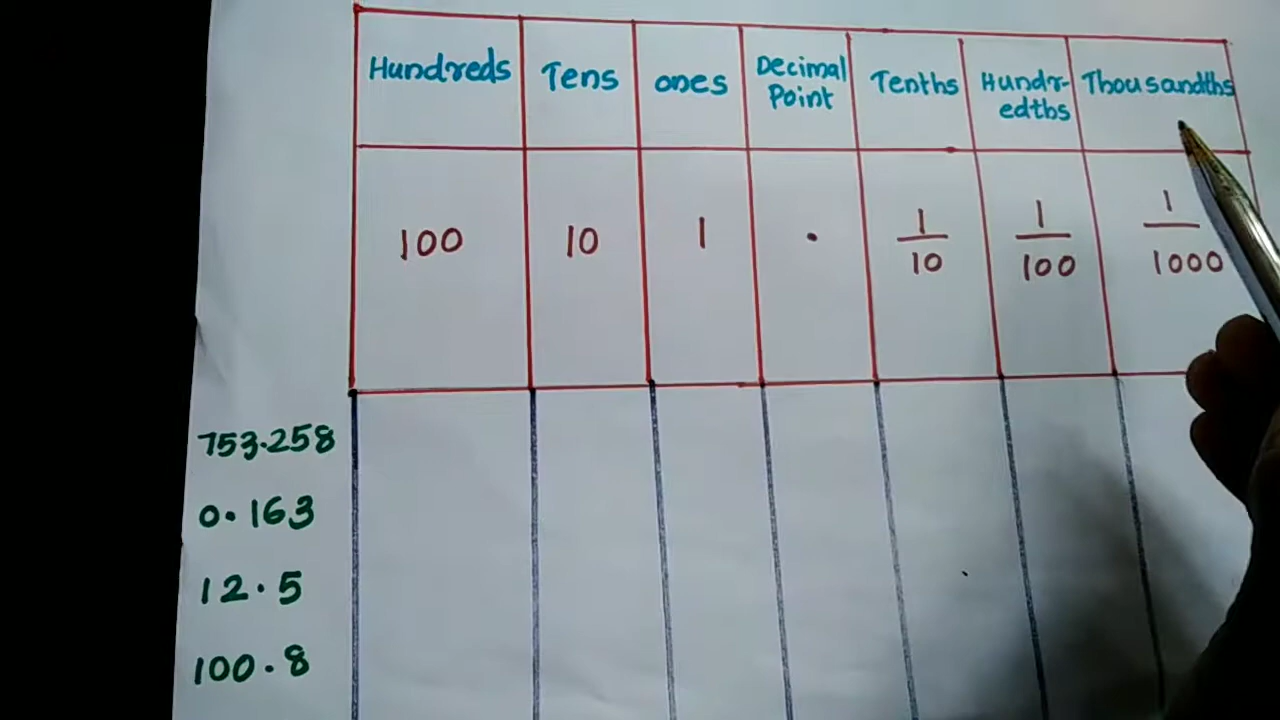 Hundreds Tens ones Decimal Point Tenths Hundr-edths Thousandths
100 10 1 . 1/10 1/100 1/1000
753.258
0.163
12.5
100.8